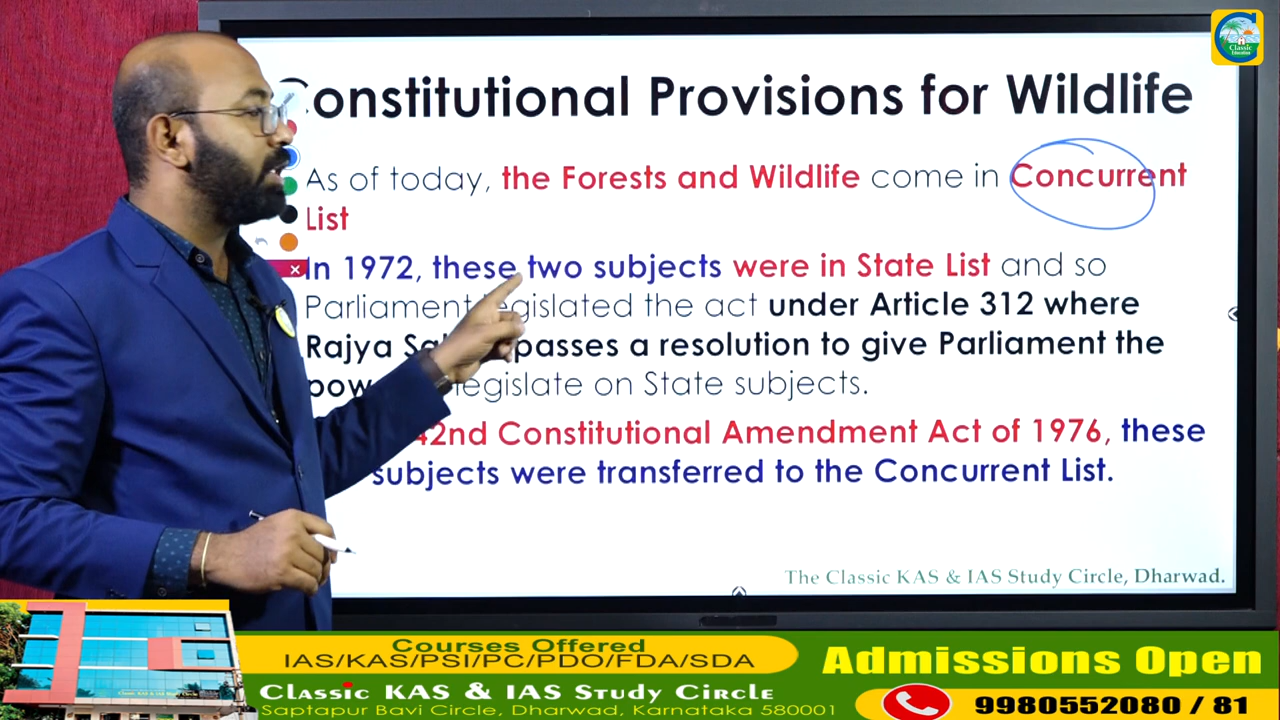 Classic
Education
Constitutional Provisions for Wildlife
As of today, the Forests and Wildlife come in Concurrent
List
In 1972, these two subjects were in State List and so
Parliament legislated the act under Article 312 where
Rajya passes a resolution to give Parliament the
legislate on State subjects.
42nd Constitutional Amendment Act of 1976, these
subjects were transferred to the Concurrent List.
The Classic KAS & IAS Study Circle, Dharwad.
Courses Offered
IAS/KAS/PSI/PC/PDO/FDA/SDA
Classic KAS & IAS Study Circle
Saptapur Bavi Circle, Dharwad, Karnataka 580001
Admissions Open
9980552080 / 81